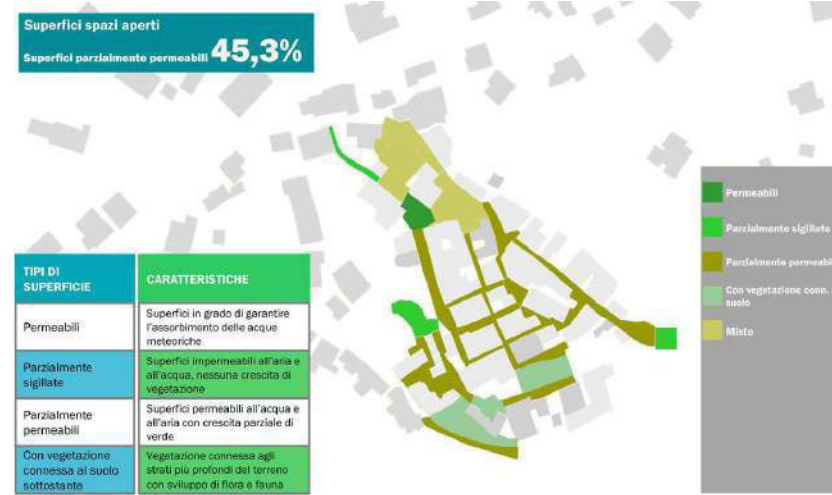 Superfici spazi aperti
Superfici parzialmente permeabili 45,3%
TIPI DI
SUPERFICIE
CARATTERISTICHE
Permeabili
Superfici in grado di garantire
l'assorbimento delle acque
meteoriche
Parzialmente
sigillate
Superfici impermeabili all'aria e
all'acqua, nessuna crescita di
vegetazione
Parzialmente
permeabili
Superfici permeabili all'acqua e
all'aria con crescita parziale di
verde
Con vegetazione
connessa al suolo
sottostante
Vegetazione connessa agli
strati più profondi del terreno
con sviluppo di flora e fauna
Permeabili
Parzialmente sigillate
Parzialmente permeabili
Con vegetazione conn.
suolo
Misto